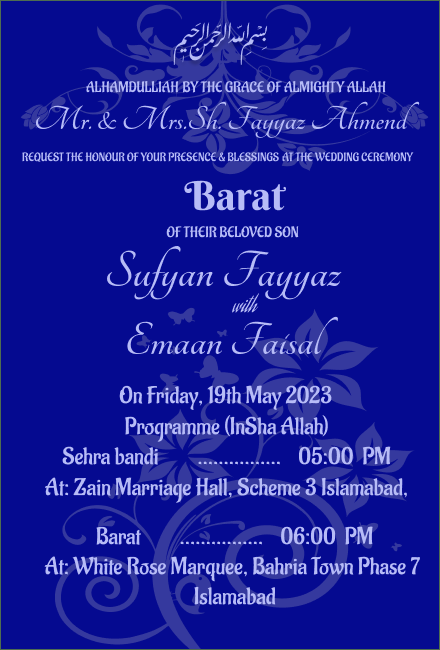 بسم الله الرحمن الرحيم
ALHAMDULLIAH BY THE GRACE OF ALMIGHTY ALLAH
Mr. & Mrs.Sh. Fayyaz Ahmend
REQUEST THE HONOUR OF YOUR PRESENCE & BLESSINGS AT THE WEDDING CEREMONY
Barat
OF THEIR BELOVED SON
Sufyan Fayyaz
with
Emaan Faisal
On Friday, 19th May 2023
Programme (InSha Allah)
Sehra bandi ................ 05:00 PM
At: Zain Marriage Hall, Scheme 3 Islamabad,
Barat ................ 06:00 PM
At: White Rose Marquee, Bahria Town Phase 7
Islamabad